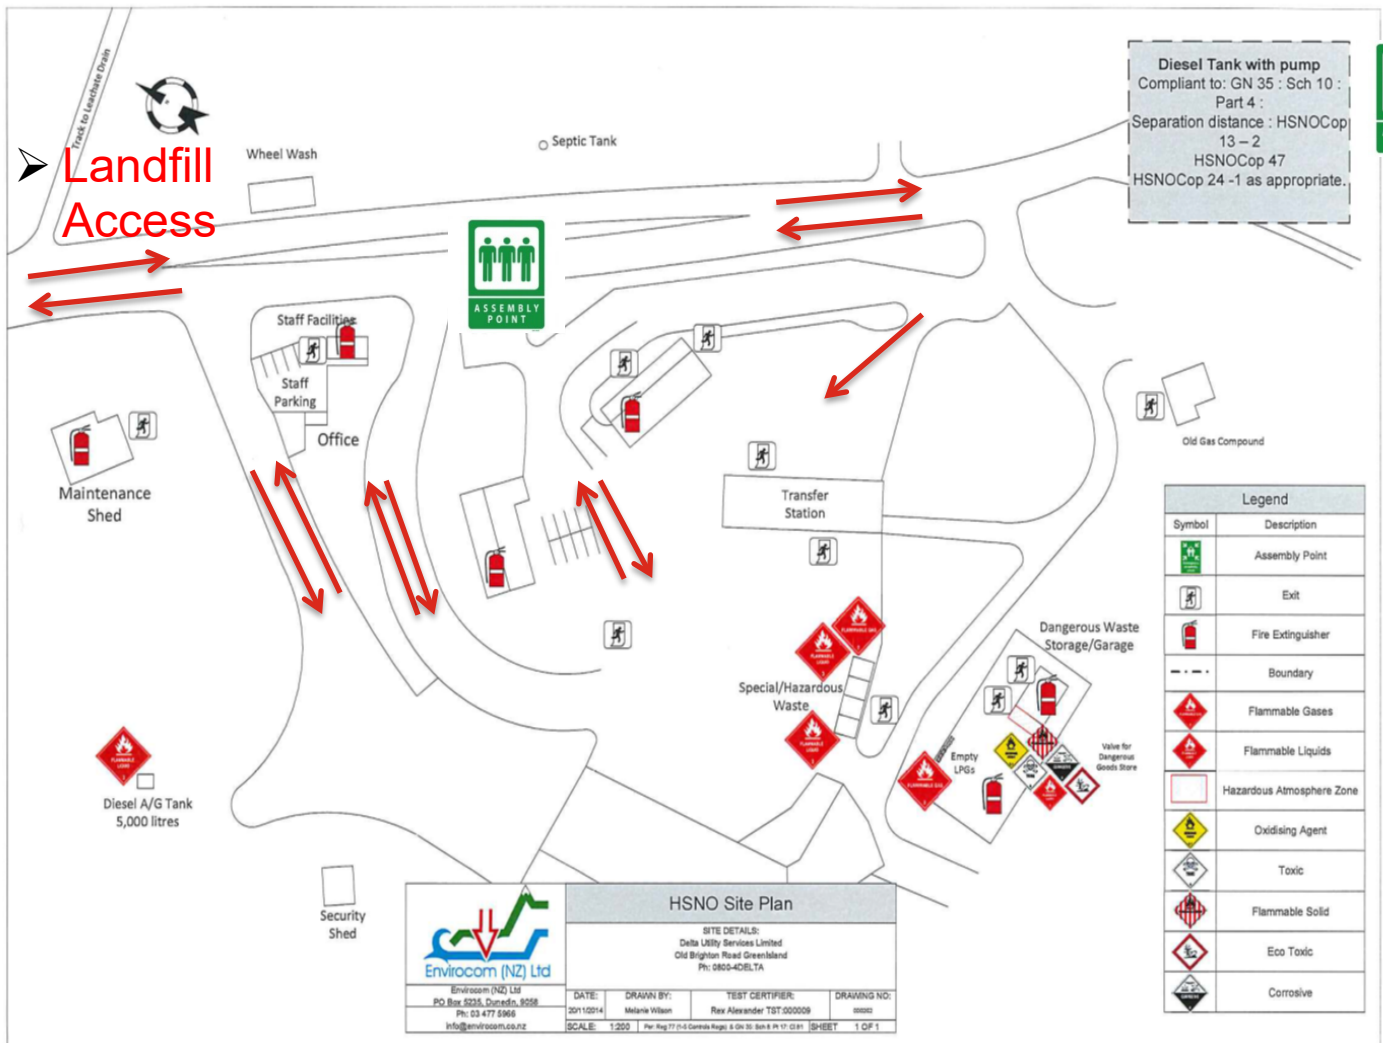 Track to Leachate Drain
➢ Landfill
Access
Wheel Wash
Septic Tank
Diesel Tank with pump
Compliant to: GN 35 : Sch 10 :
Part 4 :
Separation distance : HSNOCop
13 – 2
HSNOCop 47
HSNOCop 24 -1 as appropriate.
ASSEMBLY
POINT
Staff Facilities
Staff
Parking
Office
Maintenance
Shed
Old Gas Compound
Transfer
Station
Dangerous Waste
Storage/Garage
Special/Hazardous
Waste
Empty
LPGs
Valve for
Dangerous
Goods Store
Diesel A/G Tank
5,000 litres
Security
Shed
Legend
Symbol Description
Assembly Point
Exit
Fire Extinguisher
Boundary
Flammable Gases
Flammable Liquids
Hazardous Atmosphere Zone
Oxidising Agent
Toxic
Flammable Solid
Eco Toxic
Corrosive
Envirocom (NZ) Ltd
Envirocom (NZ) Ltd
PO Box 5235, Dunedin, 9058
Ph: 03 477 5966
info@envirocom.co.nz
HSNO Site Plan
SITE DETAILS:
Delta Utility Services Limited
Old Brighton Road GreenIsland
Ph: 0800-4DELTA
DATE: DRAWN BY: TEST CERTIFIER: DRAWING NO:
20/11/2014 Melanie Wilson Rex Alexander TST:000009
SCALE: 1:200 SHEET 1 OF 1